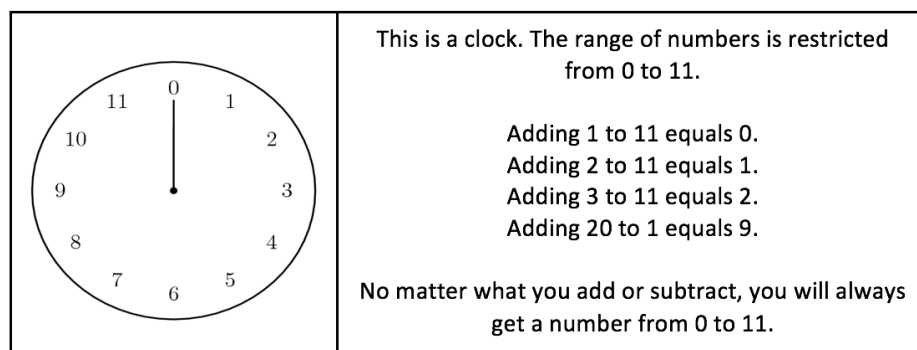 0
11
1
10
2
9
3
8
4
7
5
6
This is a clock. The range of numbers is restricted
from 0 to 11.
Adding 1 to 11 equals 0.
Adding 2 to 11 equals 1.
Adding 3 to 11 equals 2.
Adding 20 to 1 equals 9.
No matter what you add or subtract, you will always
get a number from 0 to 11.